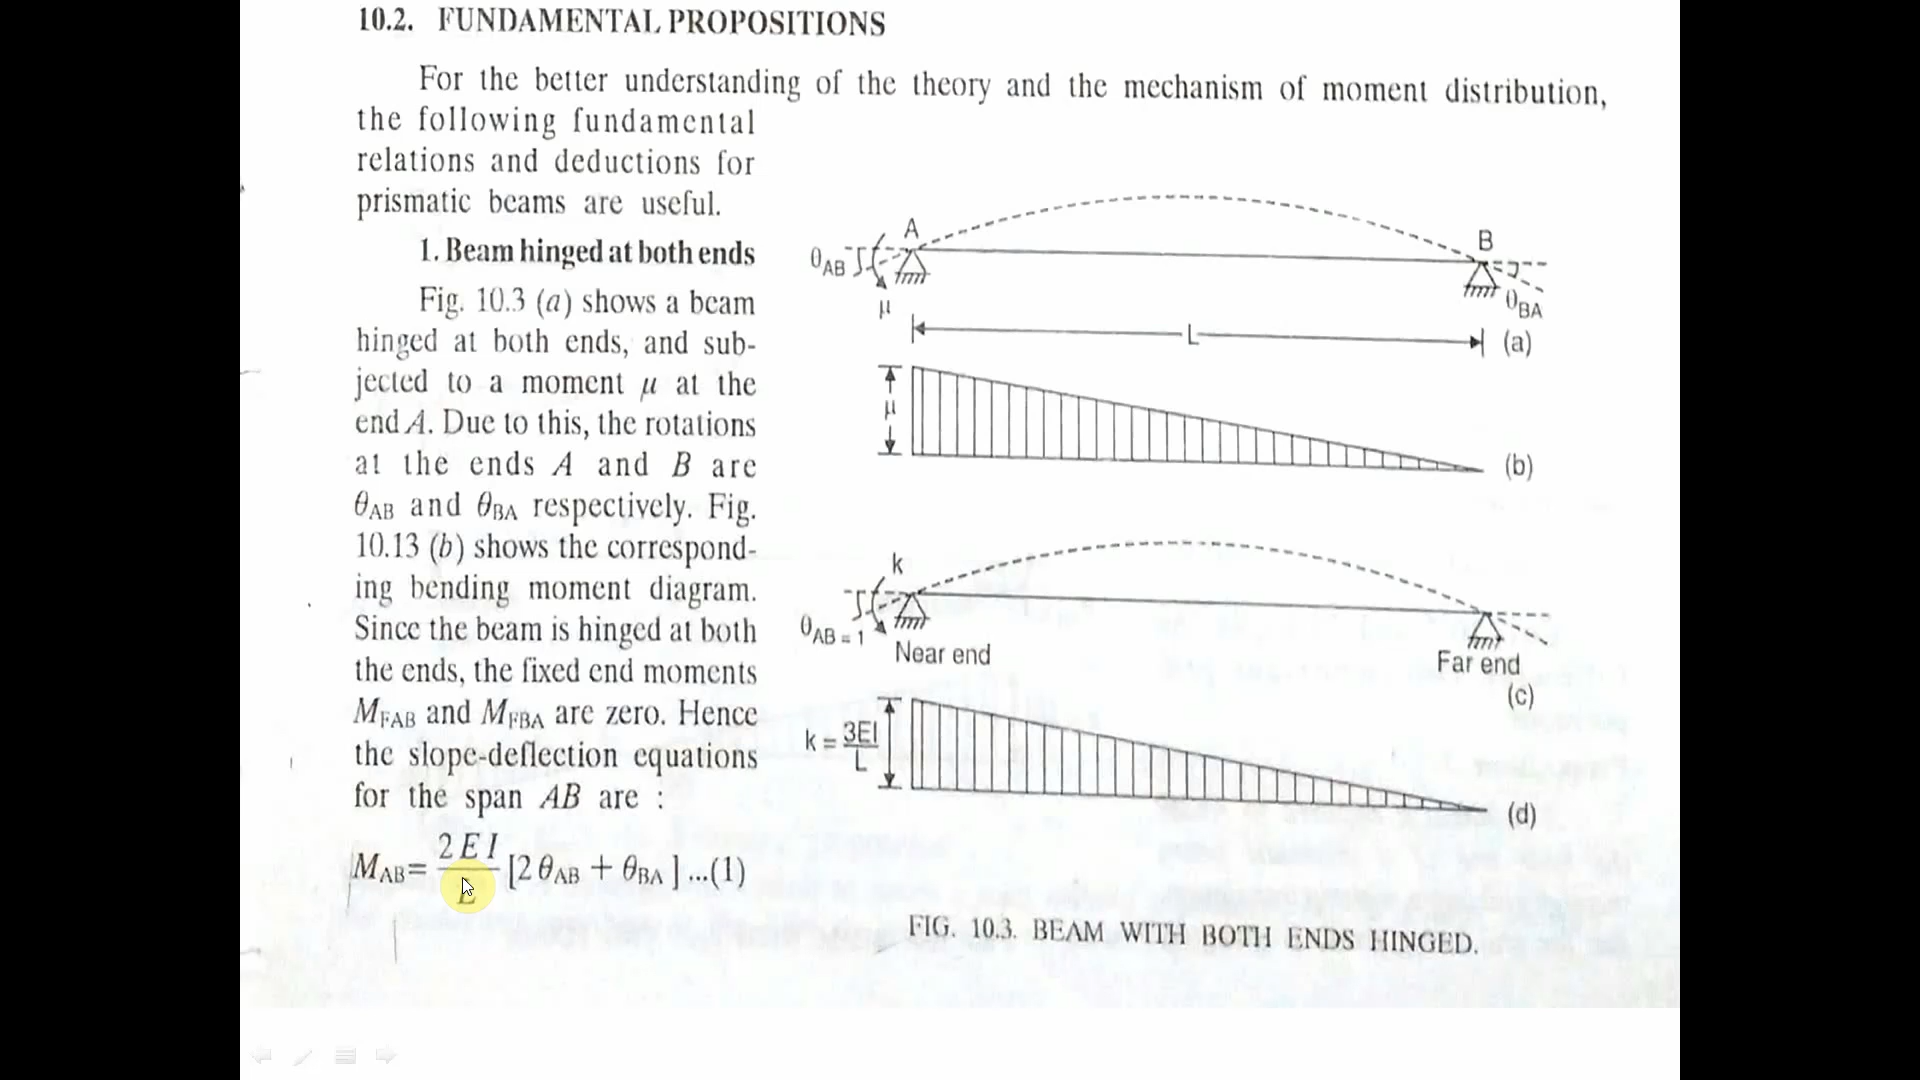 10.2. FUNDAMENTAL PROPOSITIONS
For the better understanding of the theory and the mechanism of moment distribution,
the following fundamental
relations and deductions for
prismatic beams are useful.
1. Beam hinged at both ends
Fig. 10.3 (a) shows a beam
hinged at both ends, and sub-
jected to a moment μ at the
end A. Due to this, the rotations
at the ends A and B are
θAB and θBA respectively. Fig.
10.13 (b) shows the correspond-
ing bending moment diagram.
Since the beam is hinged at both
the ends, the fixed end moments
MFAB and MFBA are zero. Hence
the slope-deflection equations
for the span AB are :
MAB= 2EI/L [2θAB + θBA] ...(1)
A
B
θAB
μ
θBA
L
(a)
μ
(b)
k
θAB = 1
Near end
Far end
(c)
k = 3EI/L
(d)
FIG. 10.3. BEAM WITH BOTH ENDS HINGED.